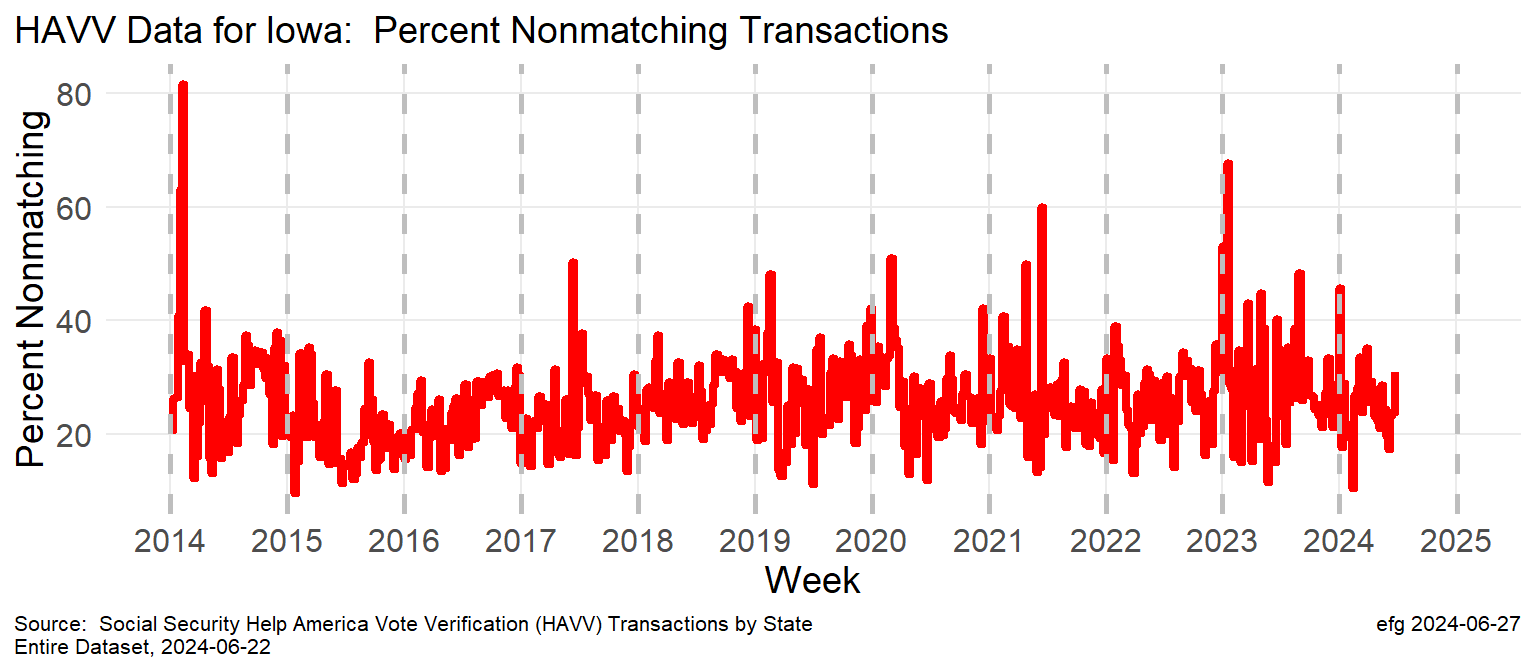 HAVV Data for Iowa:  Percent Nonmatching Transactions
Percent Nonmatching
80
60
40
20
2014 2015 2016 2017 2018 2019 2020 2021 2022 2023 2024 2025
Week
Source:  Social Security Help America Vote Verification (HAVV) Transactions by State
Entire Dataset, 2024-06-22
efg 2024-06-27